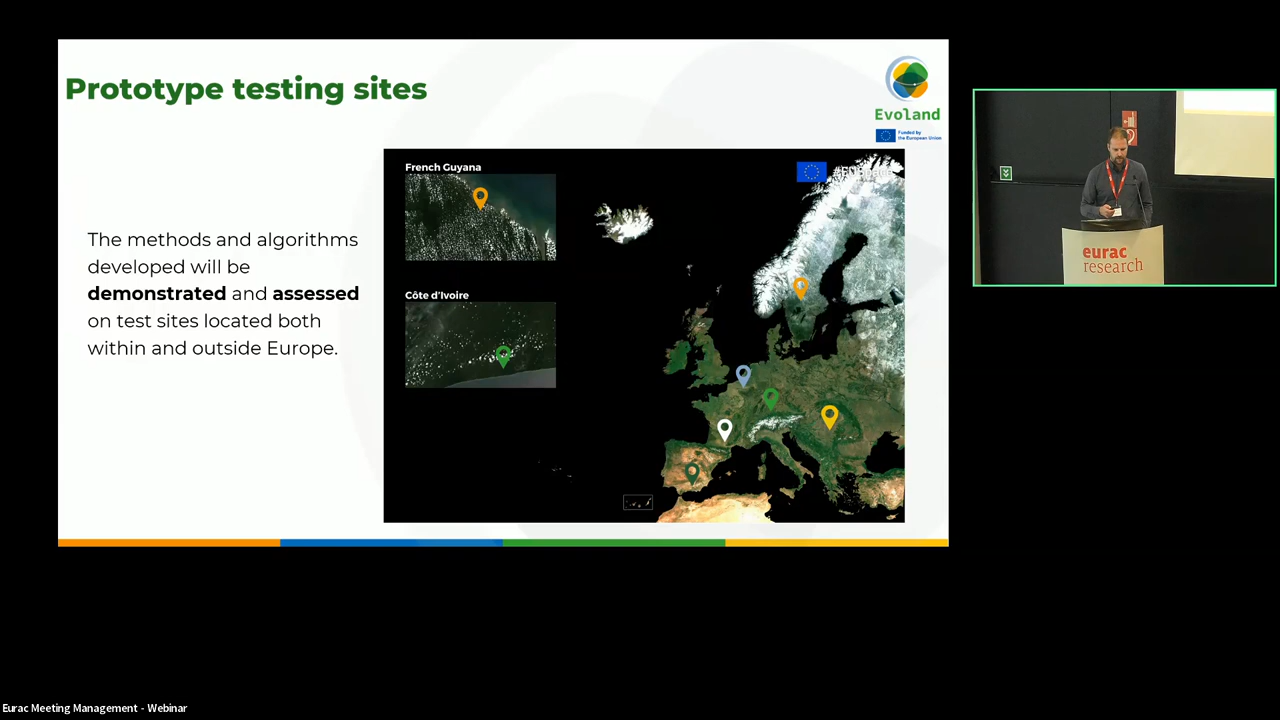 Prototype testing sites
Evoland
Funded by
the European Union
The methods and algorithms
developed will be
demonstrated and assessed
on test sites located both
within and outside Europe.
French Guyana
Côte d'Ivoire
eurac
research
Eurac Meeting Management - Webinar